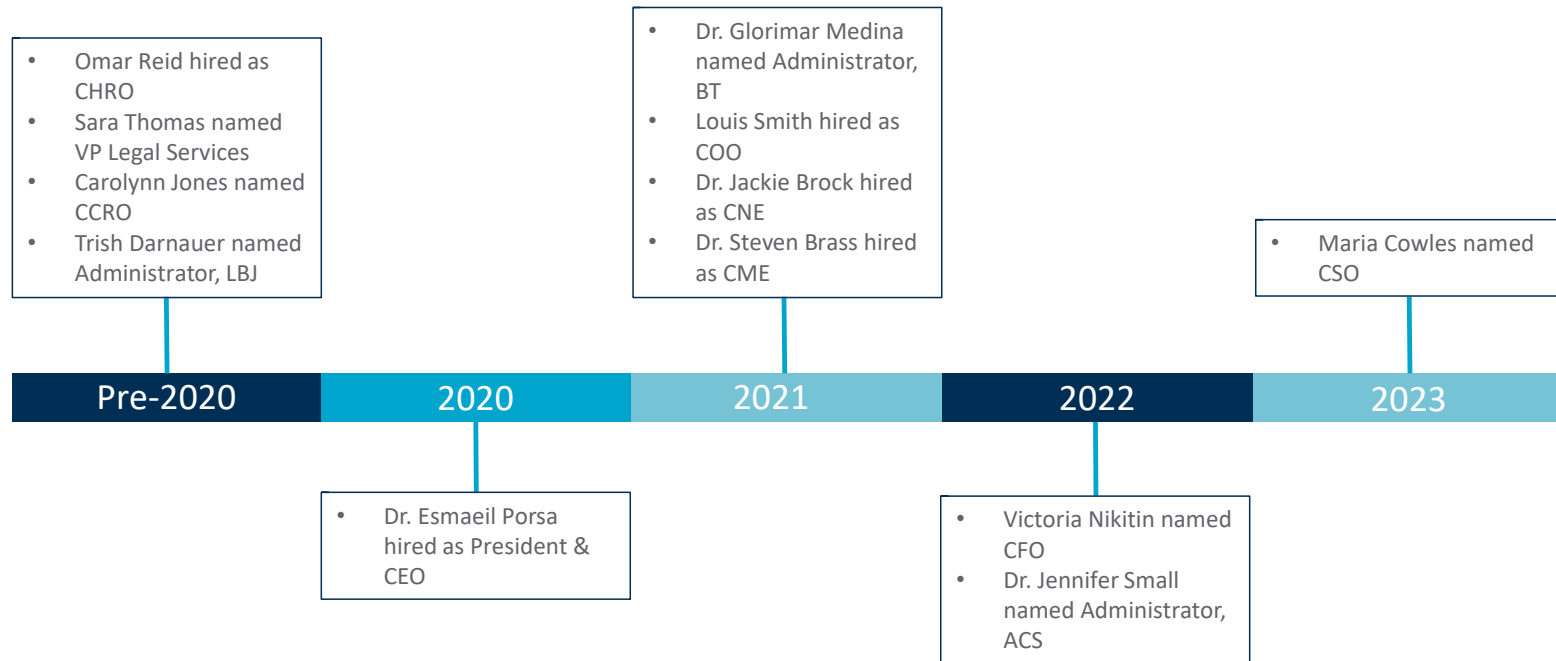 • Omar Reid hired as
CHRO
• Sara Thomas named
VP Legal Services
• Carolynn Jones named
CCRO
• Trish Darnauer named
Administrator, LBJ
• Dr. Glorimar Medina
named Administrator,
BT
• Louis Smith hired as
COO
• Dr. Jackie Brock hired
as CNE
• Dr. Steven Brass hired
as CME
• Maria Cowles named
CSO
Pre-2020
2020
2021
2022
2023
• Dr. Esmaeil Porsa
hired as President &
CEO
• Victoria Nikitin named
CFO
• Dr. Jennifer Small
named Administrator,
ACS